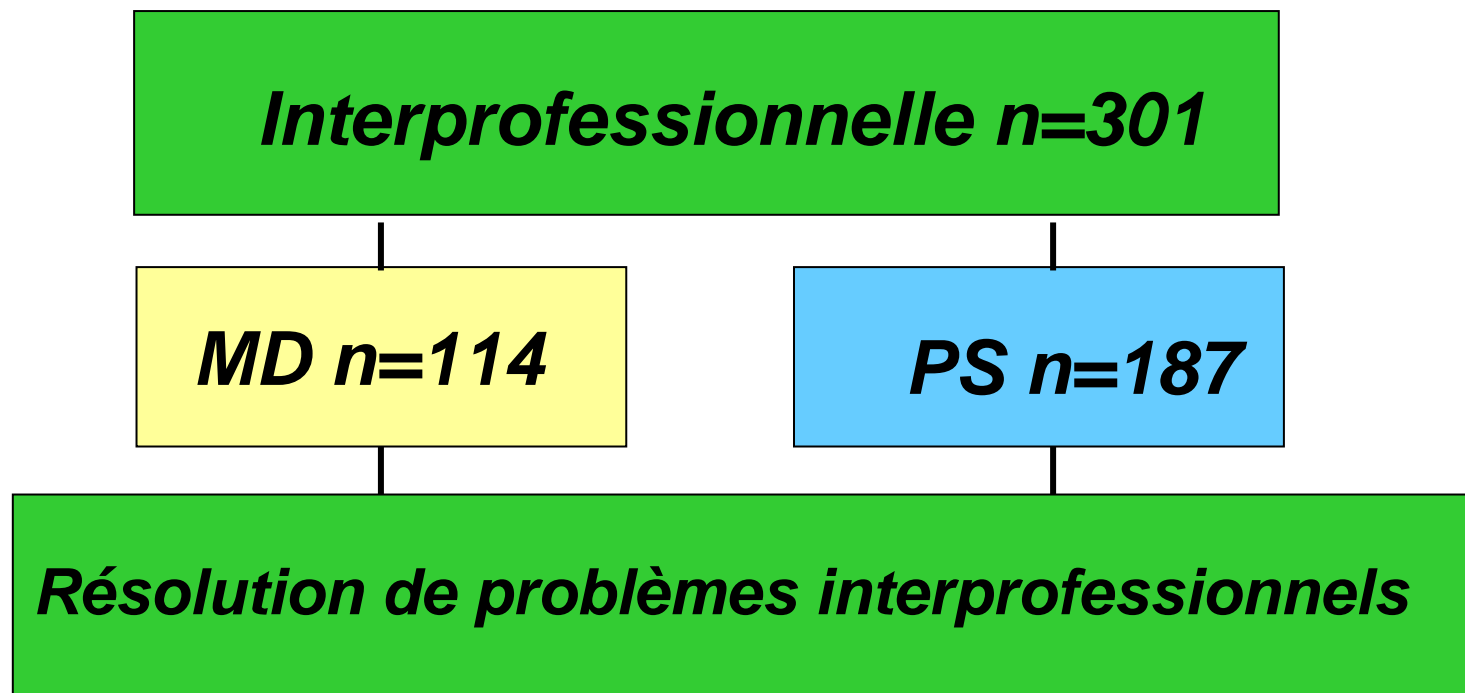 Interprofessionnelle n=301
MD n=114
PS n=187
Résolution de problèmes interprofessionnels